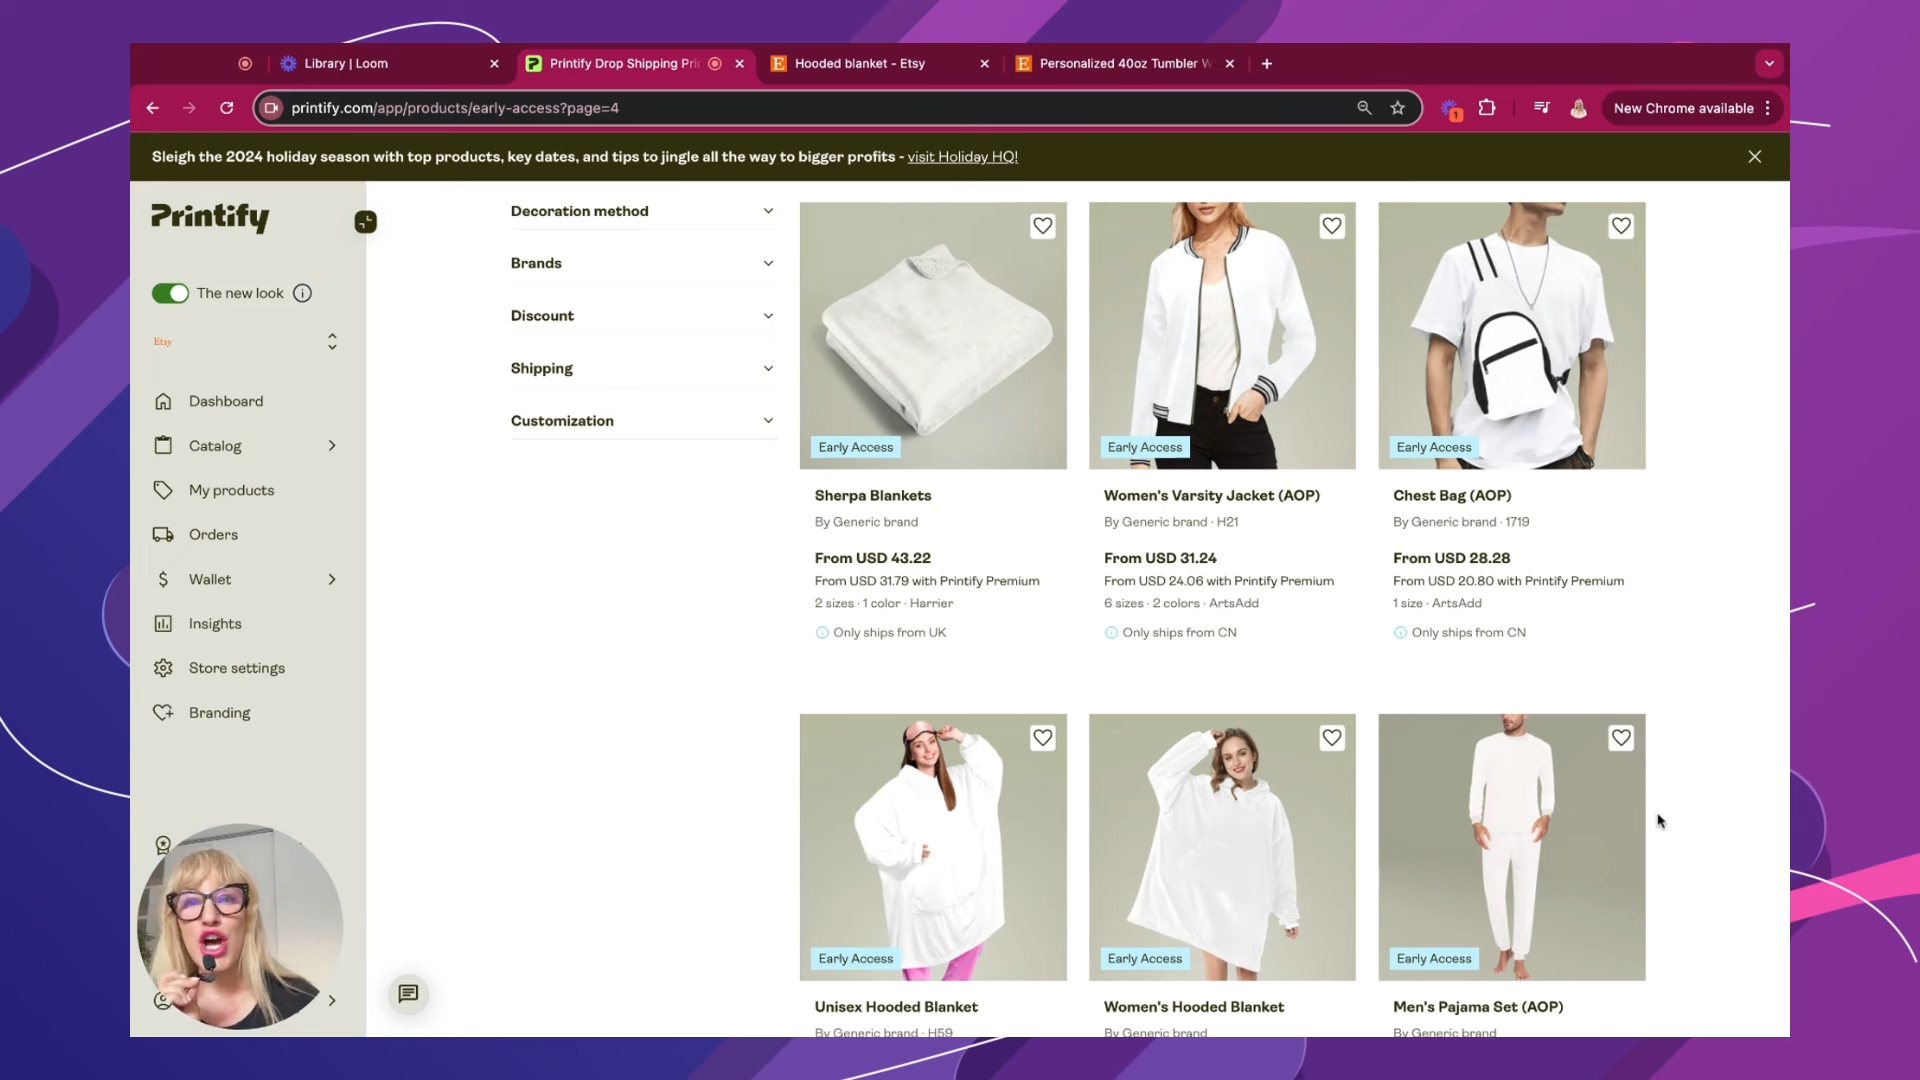 Library | Loom
Printify Drop Shipping Pri
Hooded blanket - Etsy
Personalized 40oz Tumbler W
printify.com/app/products/early-access?page=4
1
New Chrome available
Sleigh the 2024 holiday season with top products, key dates, and tips to jingle all the way to bigger profits - visit Holiday HQ!
Printify
The new look
Etsy
Dashboard
Catalog
My products
Orders
Wallet
Insights
Store settings
Branding
Decoration method
Brands
Discount
Shipping
Customization
Early Access
Early Access
Early Access
Sherpa Blankets
By Generic brand
From USD 43.22
From USD 31.79 with Printify Premium
2 sizes · 1 color · Harrier
Only ships from UK
Women's Varsity Jacket (AOP)
By Generic brand · H21
From USD 31.24
From USD 24.06 with Printify Premium
6 sizes · 2 colors · ArtsAdd
Only ships from CN
Chest Bag (AOP)
By Generic brand · 1719
From USD 28.28
From USD 20.80 with Printify Premium
1 size · ArtsAdd
Only ships from CN
Early Access
Early Access
Early Access
Unisex Hooded Blanket
By Generic brand · H59
Women's Hooded Blanket
By Generic brand
Men's Pajama Set (AOP)
By Generic brand